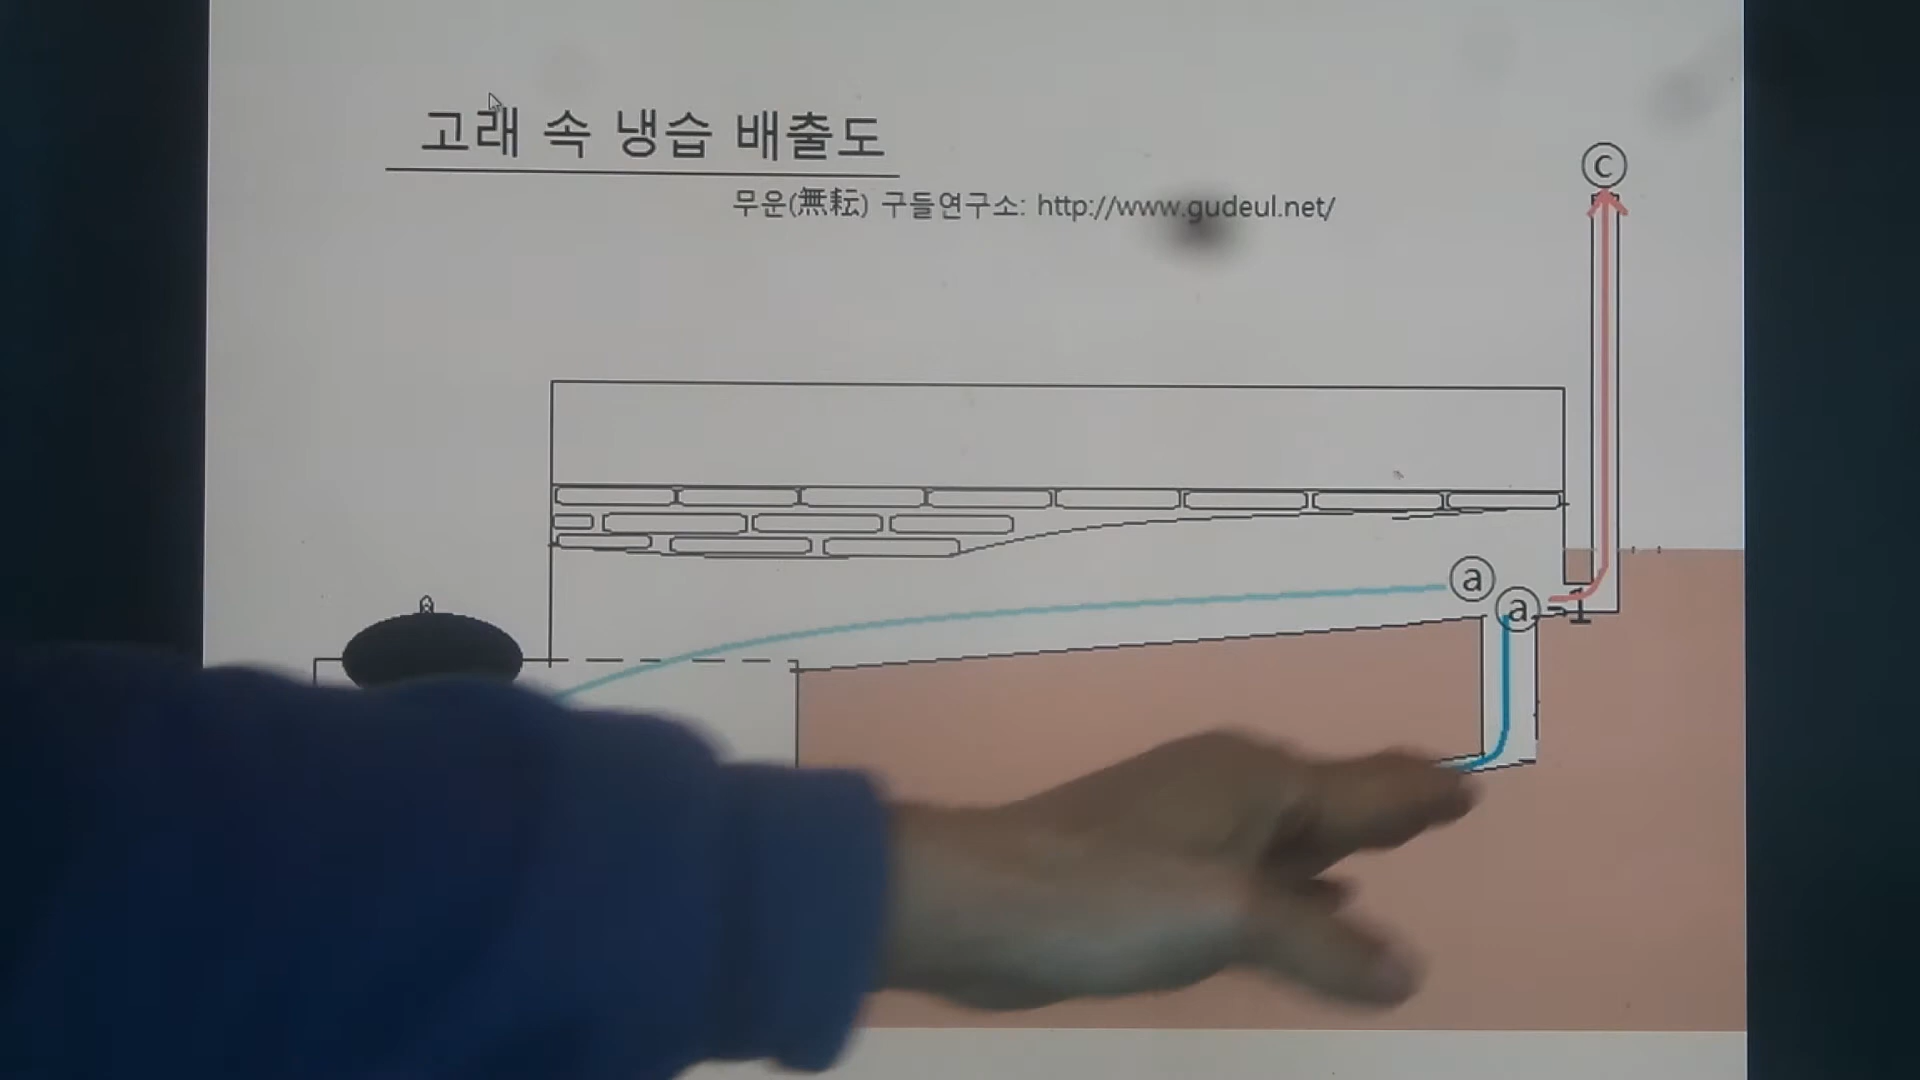 고래 속 냉습 배출도
무운(無耘) 구들연구소: http://www.gudeul.net/
ⓒ
ⓐ
ⓐ